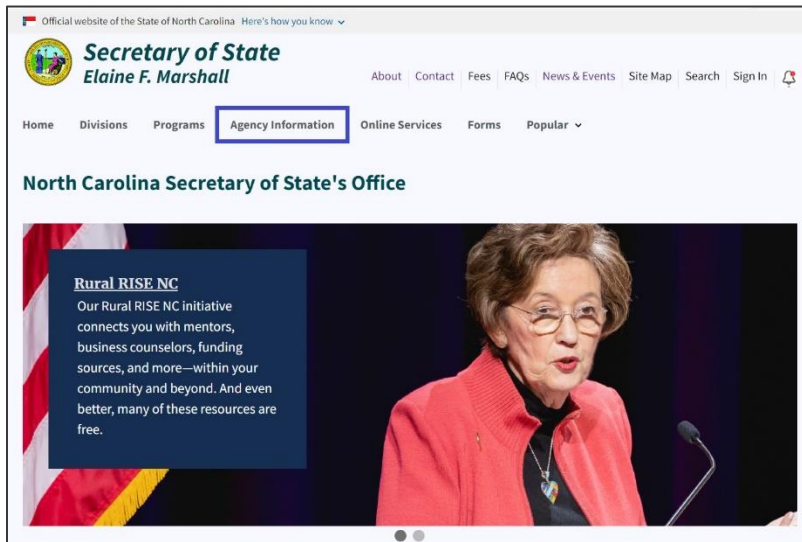 Official website of the State of North Carolina Here's how you know
Secretary of State
Elaine F. Marshall
About Contact Fees FAQs News & Events Site Map Search Sign In
Home Divisions Programs Agency Information Online Services Forms Popular
North Carolina Secretary of State's Office
Rural RISE NC
Our Rural RISE NC initiative
connects you with mentors,
business counselors, funding
sources, and more—within your
community and beyond. And even
better, many of these resources are
free.